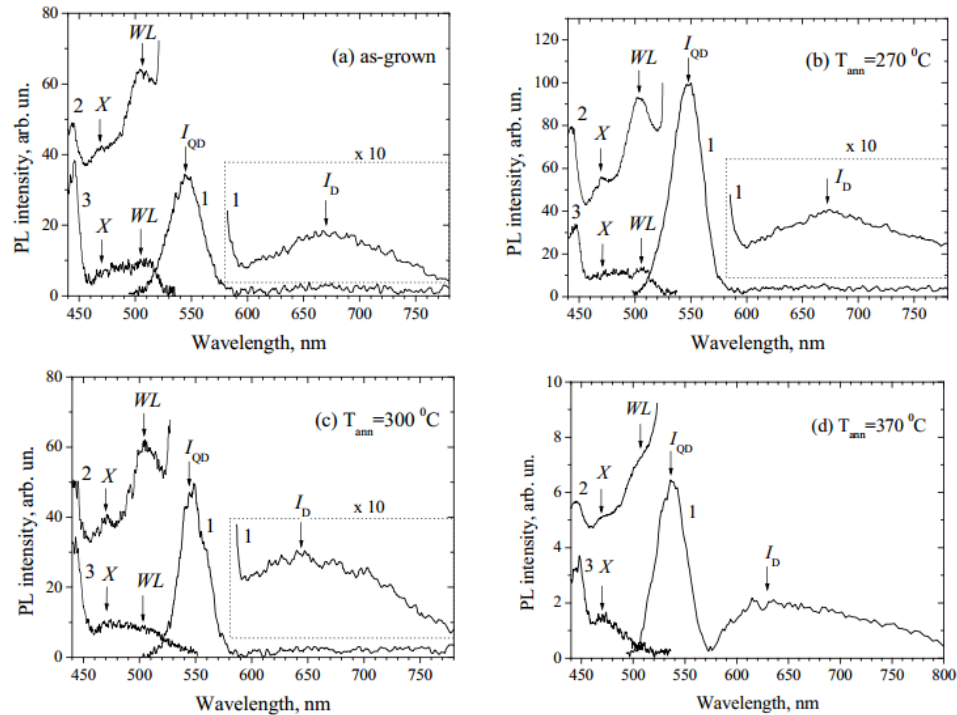 PL intensity, arb. un.
80
60
40
20
0
(a) as-grown
WL
X
2
3
X
WL
I_QD
1
x 10
1
I_D
450 500 550 600 650 700 750
Wavelength, nm
PL intensity, arb. un.
120
100
80
60
40
20
0
(b) T_ann=270 ⁰C
WL
I_QD
2
X
1
3
X
WL
x 10
1
I_D
450 500 550 600 650 700 750
Wavelength, nm
PL intensity, arb. un.
80
60
40
20
0
(c) T_ann=300 ⁰C
WL
2
X
I_QD
1
3
X
WL
x 10
1
I_D
450 500 550 600 650 700 750
Wavelength, nm
PL intensity, arb. un.
10
8
6
4
2
0
(d) T_ann=370 ⁰C
WL
I_QD
2
X
1
3
X
I_D
450 500 550 600 650 700 750 800
Wavelength, nm